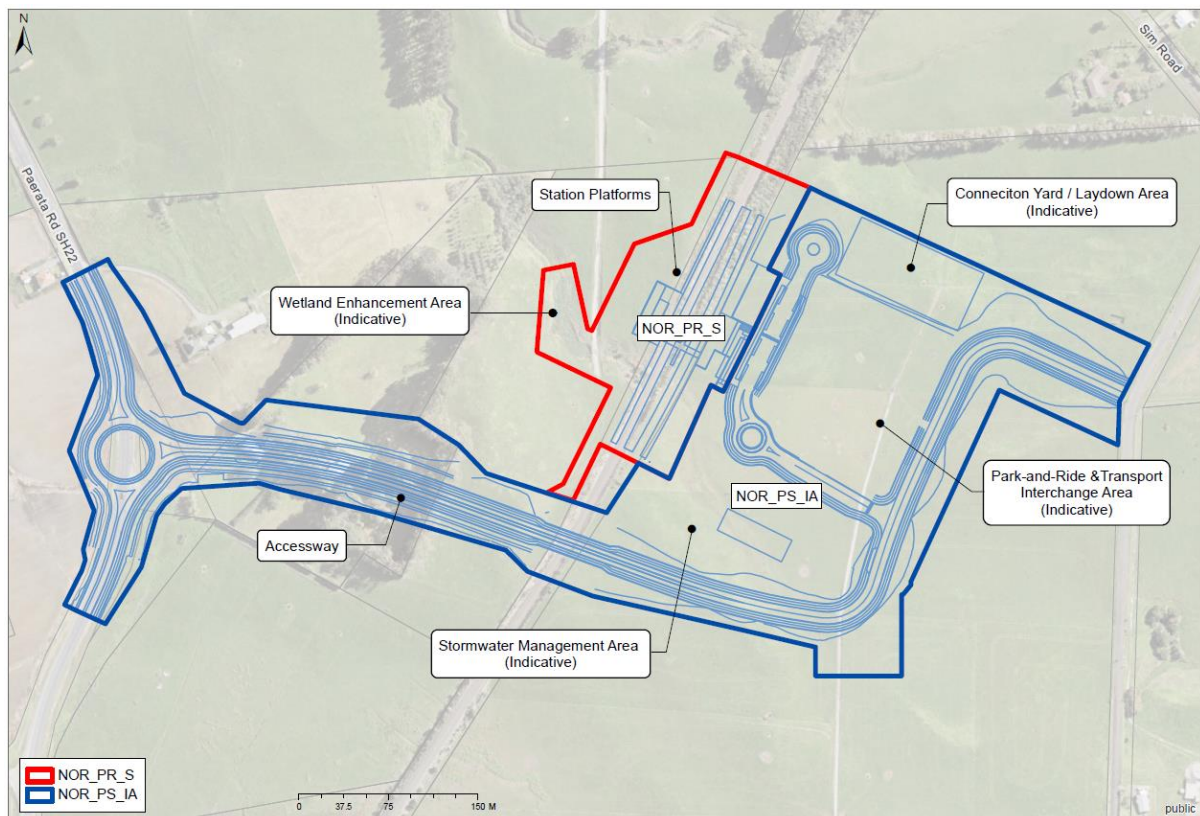 N
Sim Road
Paerata Rd SH22
Station Platforms
Conneciton Yard / Laydown Area
(Indicative)
Wetland Enhancement Area
(Indicative)
NOR_PR_S
Park-and-Ride &Transport
Interchange Area
(Indicative)
NOR_PS_IA
Accessway
Stormwater Management Area
(Indicative)
NOR_PR_S
NOR_PS_IA
0 37.5 75 150 M
public